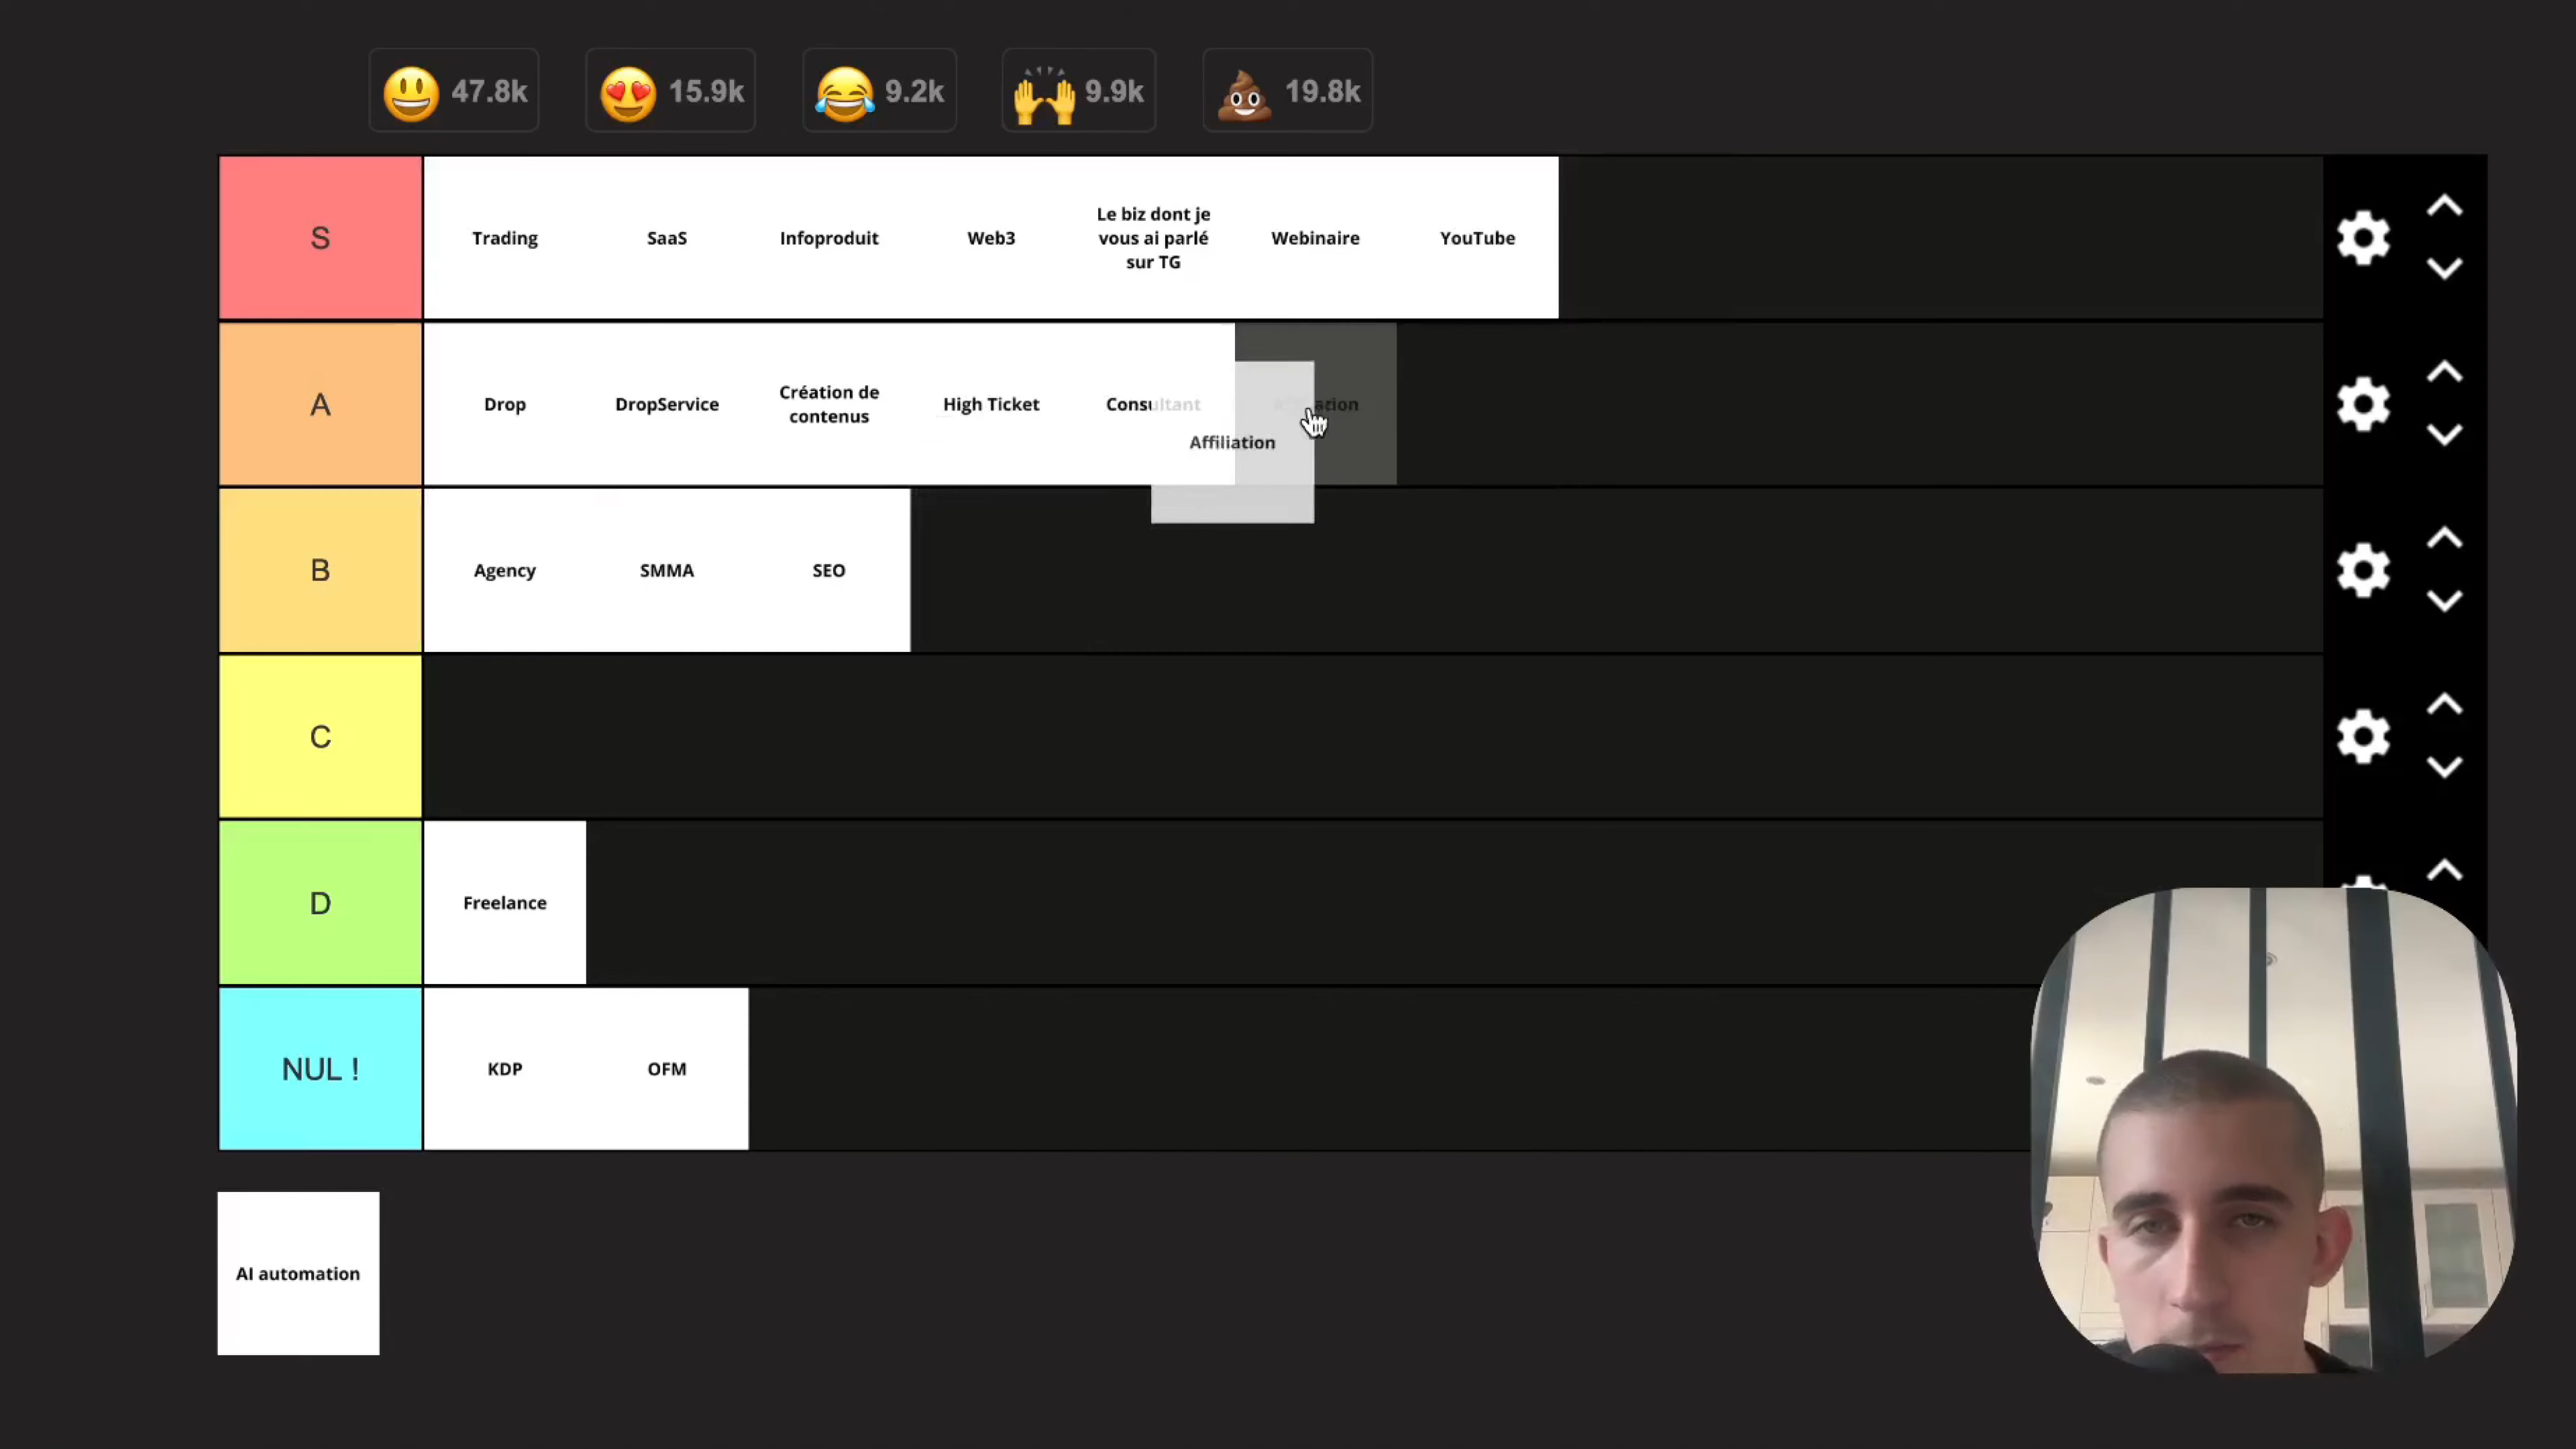 47.8k 15.9k 9.2k 9.9k 19.8k
S
Trading
SaaS
Infoproduit
Web3
Le biz dont je
vous ai parlé
sur TG
Webinaire
YouTube
A
Drop
DropService
Création de
contenus
High Ticket
Consultant
Affiliation
B
Agency
SMMA
SEO
C
D
Freelance
NUL !
KDP
OFM
AI automation